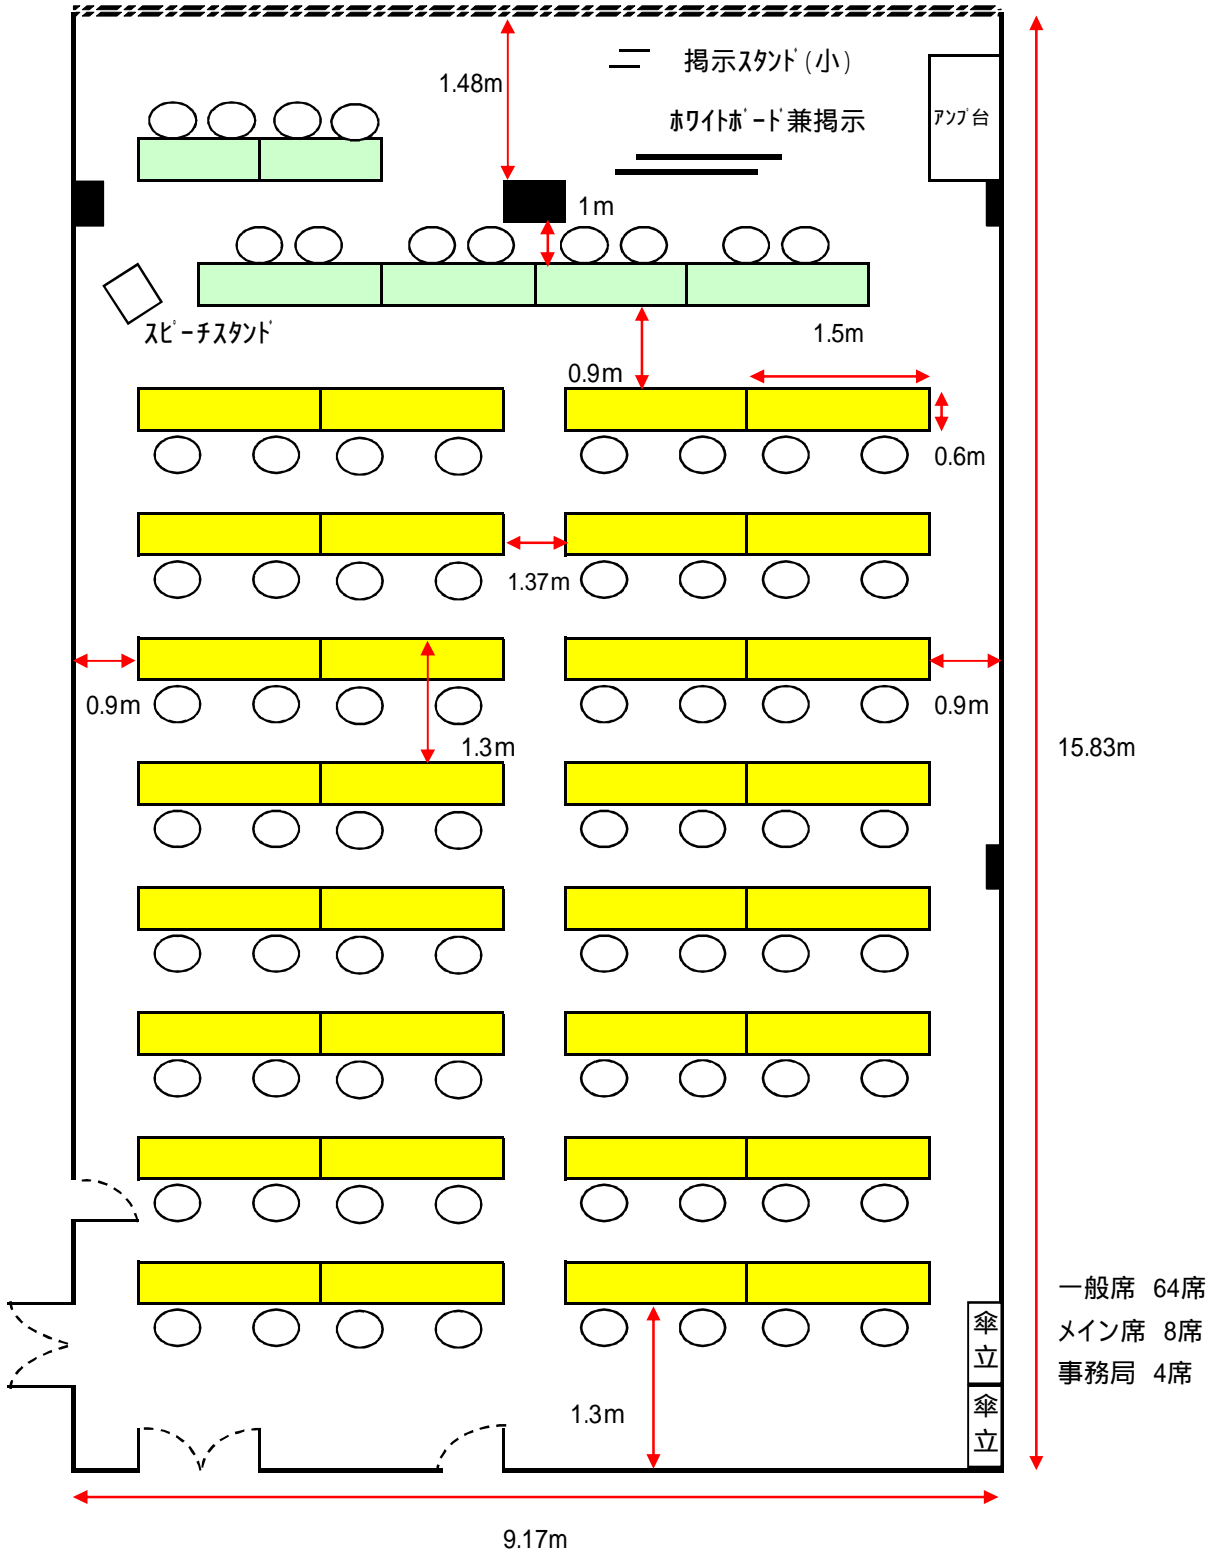 掲示ｽﾀﾝﾄﾞ(小)
1.48m
ﾎﾜｲﾄﾎﾞｰﾄﾞ兼掲示
ｱﾝﾌﾟ台
1m
ｽﾋﾟｰﾁｽﾀﾝﾄﾞ
1.5m
0.9m
0.6m
1.37m
0.9m
0.9m
1.3m
15.83m
一般席 64席
傘立
メイン席 8席
事務局 4席
傘立
1.3m
9.17m